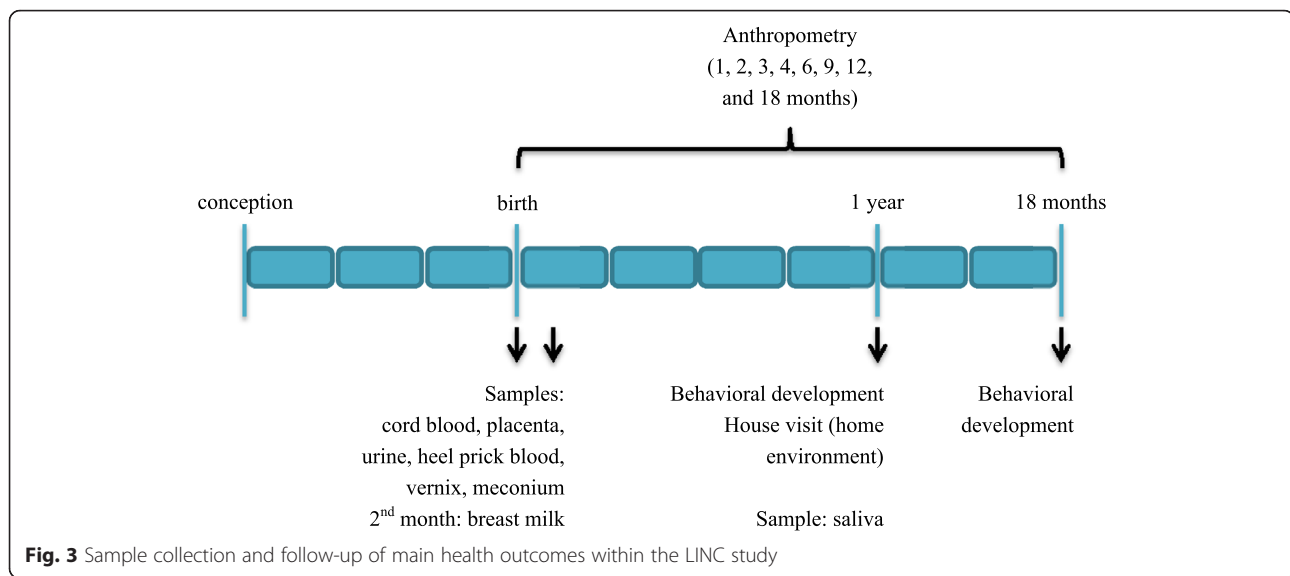 Anthropometry
(1, 2, 3, 4, 6, 9, 12,
and 18 months)
conception
birth
1 year
18 months
Samples:
cord blood, placenta,
urine, heel prick blood,
vernix, meconium
2nd month: breast milk
Behavioral development
House visit (home
environment)
Sample: saliva
Behavioral
development
Fig. 3 Sample collection and follow-up of main health outcomes within the LINC study